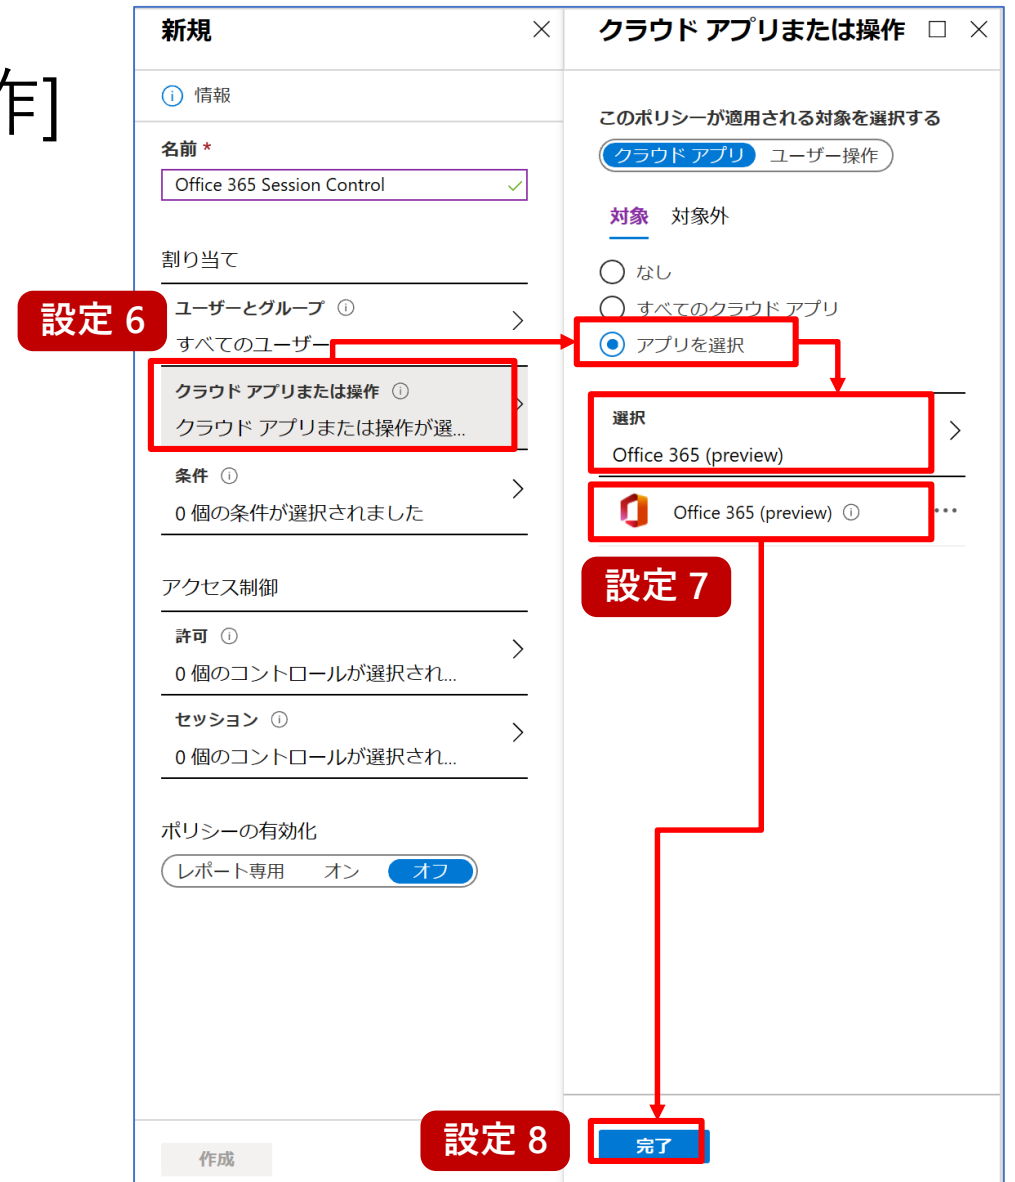 作]
新規
情報
名前 *
Office 365 Session Control
割り当て
設定 6
ユーザーとグループ
すべてのユーザー
クラウド アプリまたは操作
クラウド アプリまたは操作が選...
条件
0 個の条件が選択されました
アクセス制御
許可
0 個のコントロールが選択され...
セッション
0 個のコントロールが選択され...
ポリシーの有効化
レポート専用 オン オフ
作成
クラウド アプリまたは操作
このポリシーが適用される対象を選択する
クラウド アプリ ユーザー操作
対象 対象外
なし
すべてのクラウド アプリ
アプリを選択
選択
Office 365 (preview)
Office 365 (preview)
設定 7
設定 8
完了